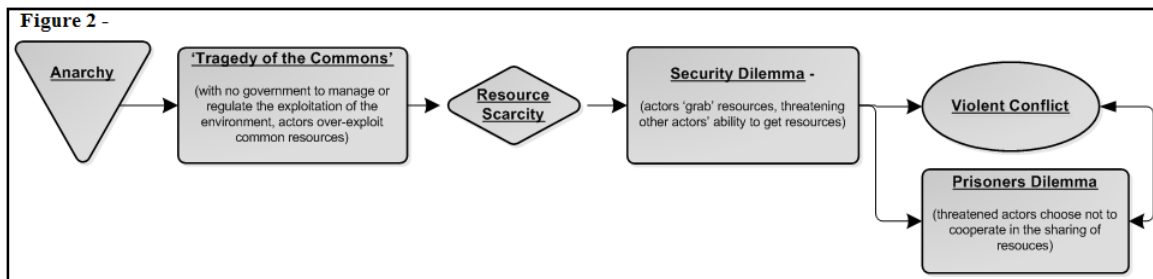 Figure 2 -
Anarchy
‘Tragedy of the Commons’
(with no government to manage or
regulate the exploitation of the
environment, actors over-exploit
common resources)
Resource
Scarcity
Security Dilemma -
(actors ‘grab’ resources, threatening
other actors’ ability to get resources)
Violent Conflict
Prisoners Dilemma
(threatened actors choose not to
cooperate in the sharing of
resouces)